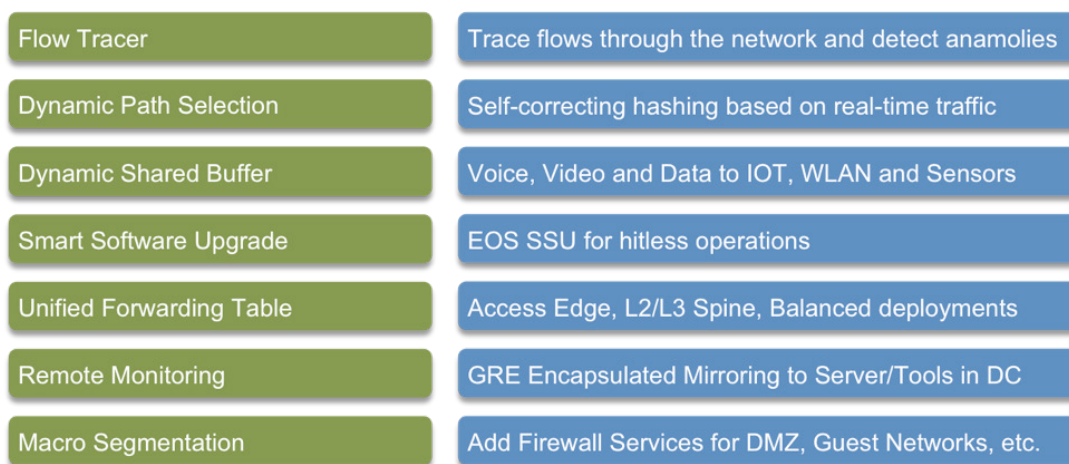 Flow Tracer
Trace flows through the network and detect anamolies
Dynamic Path Selection
Self-correcting hashing based on real-time traffic
Dynamic Shared Buffer
Voice, Video and Data to IOT, WLAN and Sensors
Smart Software Upgrade
EOS SSU for hitless operations
Unified Forwarding Table
Access Edge, L2/L3 Spine, Balanced deployments
Remote Monitoring
GRE Encapsulated Mirroring to Server/Tools in DC
Macro Segmentation
Add Firewall Services for DMZ, Guest Networks, etc.